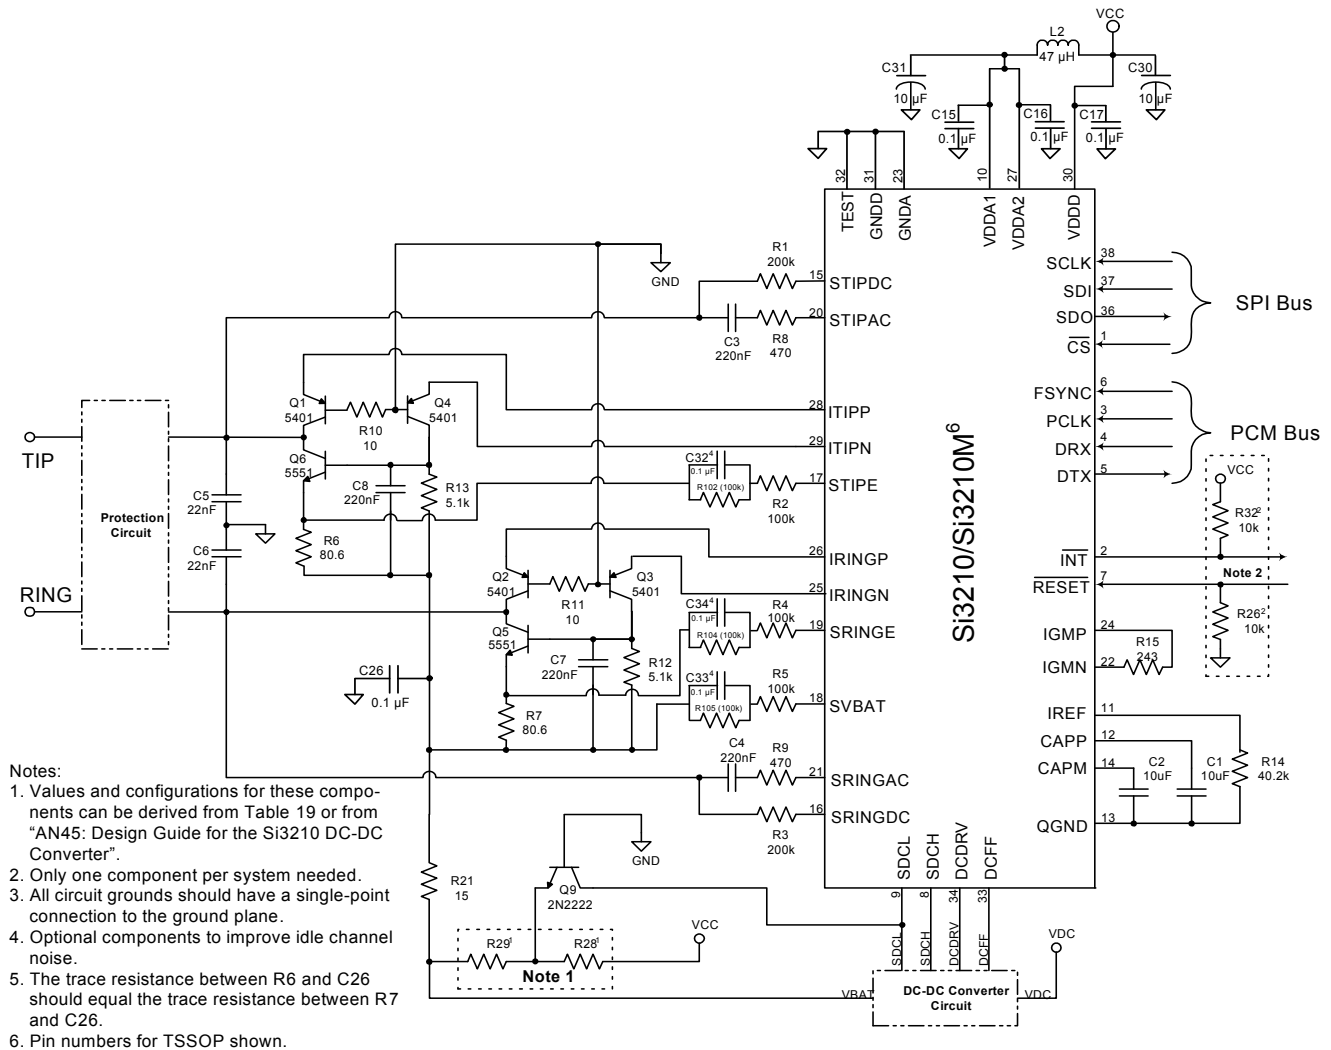 VCC
L2
47 µH
C31
10 µF
C30
10 µF
C15
0.1 µF
C16
0.1 µF
C17
0.1 µF
32
31
23
10
27
30
TEST
GNDD
GNDA
VDDA1
VDDA2
VDDD
GND
R1
200k
15
STIPDC
C3
220nF
R8
470
20
STIPAC
SCLK
38
SDI
37
SDO
36
CS
1
SPI Bus
FSYNC
6
PCLK
3
DRX
4
DTX
5
PCM Bus
Q1
5401
R10
10
Q4
5401
28
ITIPP
29
ITIPN
Q6
5551
C8
220nF
R13
5.1k
C32⁴
0.1 µF
R102 (100k)
R2
100k
17
STIPE
TIP
RING
Protection
Circuit
C5
22nF
C6
22nF
R6
80.6
Si3210/Si3210M⁶
VCC
R32²
10k
INT
2
Note 2
RESET
7
R26²
10k
26
IRINGP
25
IRINGN
Q2
5401
R11
10
Q3
5401
Q5
5551
C7
220nF
R12
5.1k
C34⁴
0.1 µF
R104 (100k)
R4
100k
19
SRINGE
C33⁴
0.1 µF
R105 (100k)
R5
100k
18
SVBAT
C26
0.1 µF
R7
80.6
IGMP
24
IGMN
22
R15
243
IREF
11
CAPP
12
CAPM
14
QGND
13
C2
10uF
C1
10uF
R14
40.2k
C4
220nF
R9
470
21
SRINGAC
R3
200k
16
SRINGDC
SDCL
SDCH
DCDRV
DCFF
9
8
34
33
SDCL
SDCH
DCDRV
DCFF
GND
Q9
2N2222
R21
15
R29¹
R28¹
Note 1
VCC
VDC
VBAT
DC-DC Converter
Circuit
VDC
Notes:
1. Values and configurations for these compo-
nents can be derived from Table 19 or from
“AN45: Design Guide for the Si3210 DC-DC
Converter”.
2. Only one component per system needed.
3. All circuit grounds should have a single-point
connection to the ground plane.
4. Optional components to improve idle channel
noise.
5. The trace resistance between R6 and C26
should equal the trace resistance between R7
and C26.
6. Pin numbers for TSSOP shown.